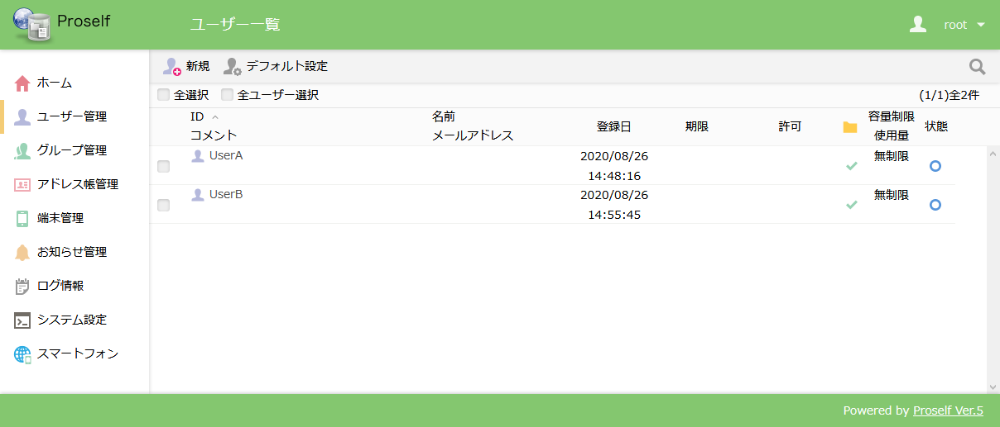 Proself
ユーザー一覧
root
ホーム
ユーザー管理
グループ管理
アドレス帳管理
端末管理
お知らせ管理
ログ情報
システム設定
スマートフォン
新規 デフォルト設定
全選択 全ユーザー選択 (1/1)全2件
ID 名前 登録日 期限 許可 容量制限 状態
コメント メールアドレス 使用量
UserA 2020/08/26 無制限
14:48:16
UserB 2020/08/26 無制限
14:55:45
Powered by Proself Ver.5